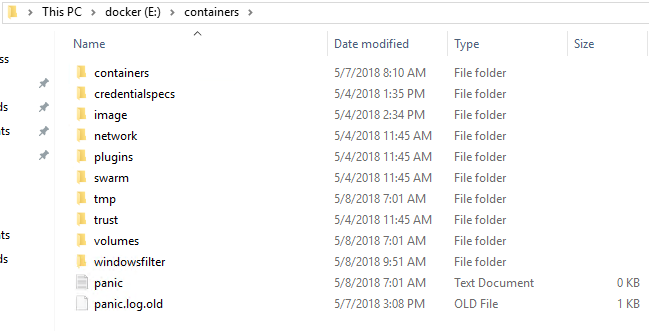 This PC > docker (E:) > containers >
Name Date modified Type Size
ss
containers 5/7/2018 8:10 AM File folder
credentialspecs 5/4/2018 1:35 PM File folder
ds
image 5/4/2018 2:34 PM File folder
nts
network 5/4/2018 11:45 AM File folder
plugins 5/4/2018 11:45 AM File folder
swarm 5/4/2018 11:45 AM File folder
tmp 5/8/2018 7:01 AM File folder
trust 5/4/2018 11:45 AM File folder
nts
volumes 5/8/2018 7:01 AM File folder
ds
windowsfilter 5/8/2018 9:51 AM File folder
panic 5/8/2018 7:01 AM Text Document 0 KB
panic.log.old 5/7/2018 3:08 PM OLD File 1 KB